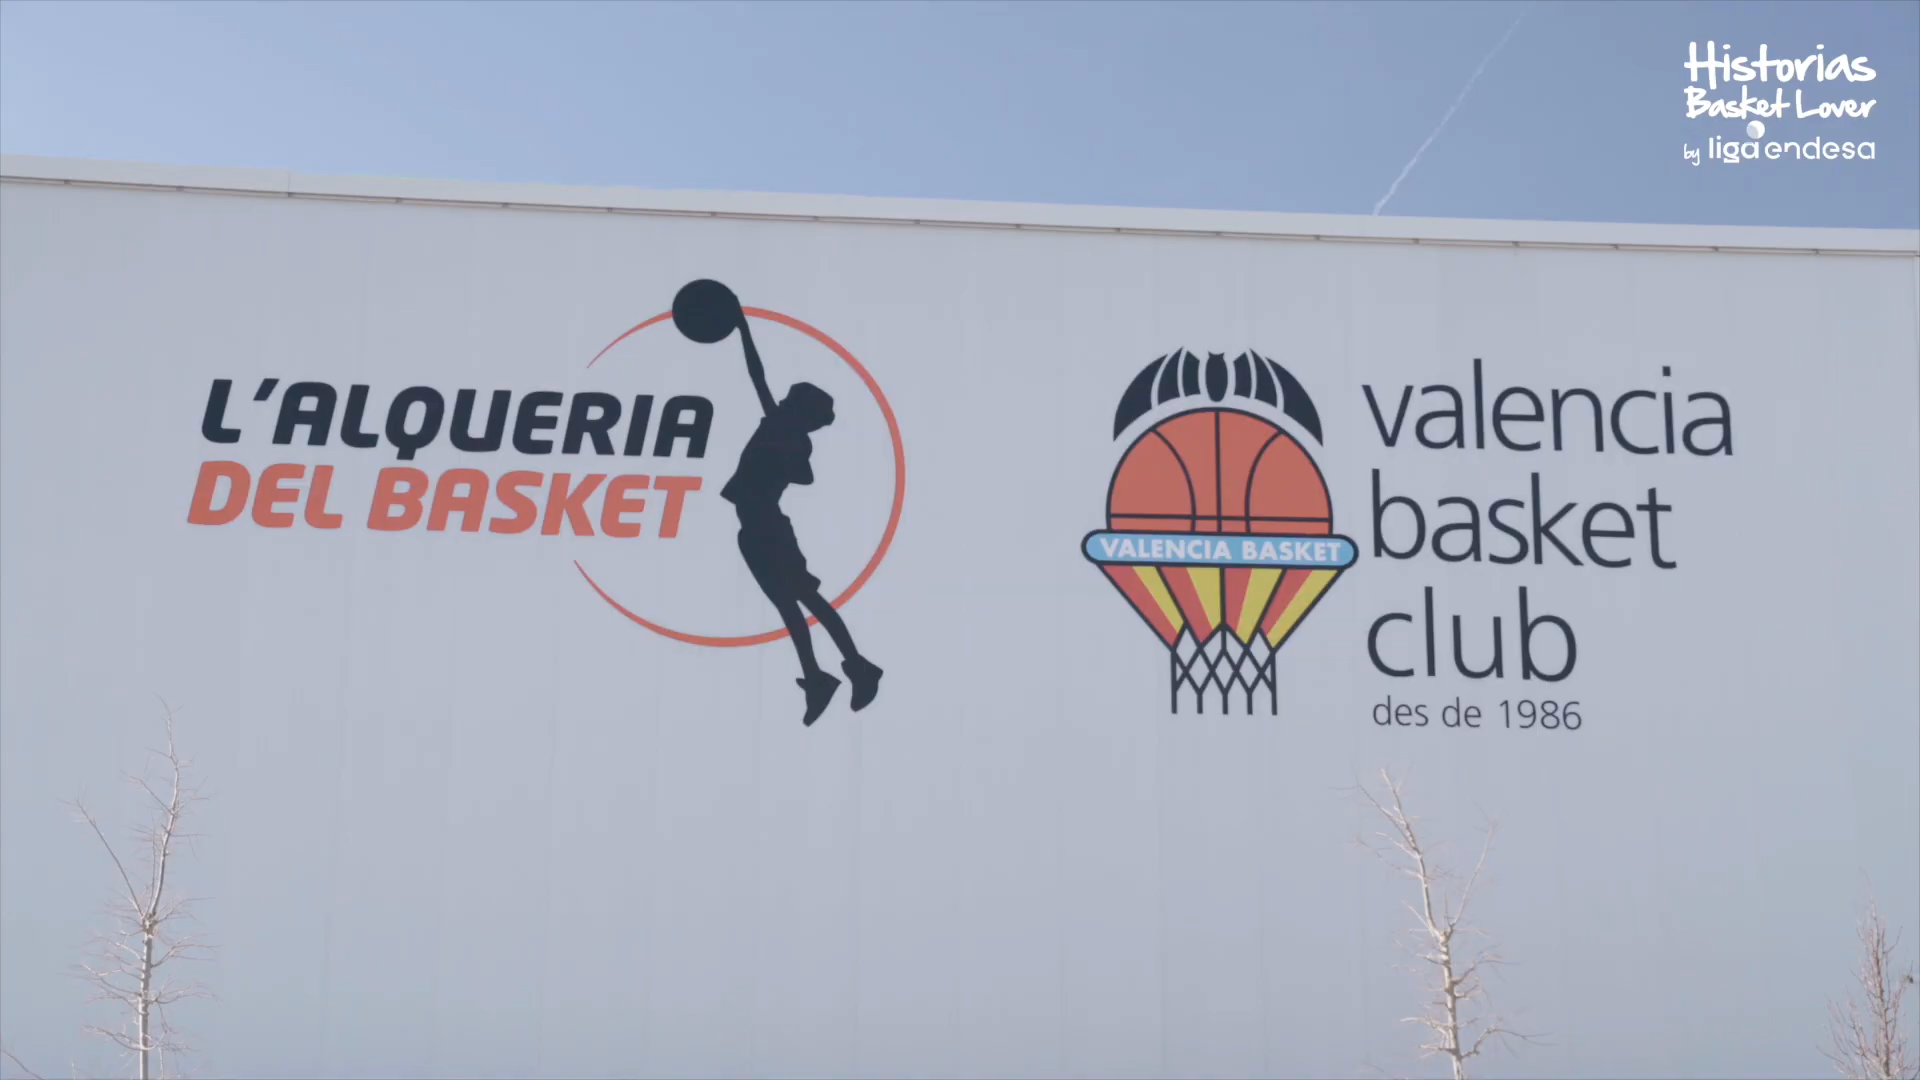 Historias
Basket Lover
by liga endesa
L'ALQUERIA
DEL BASKET
VALENCIA BASKET
valencia
basket
club
des de 1986